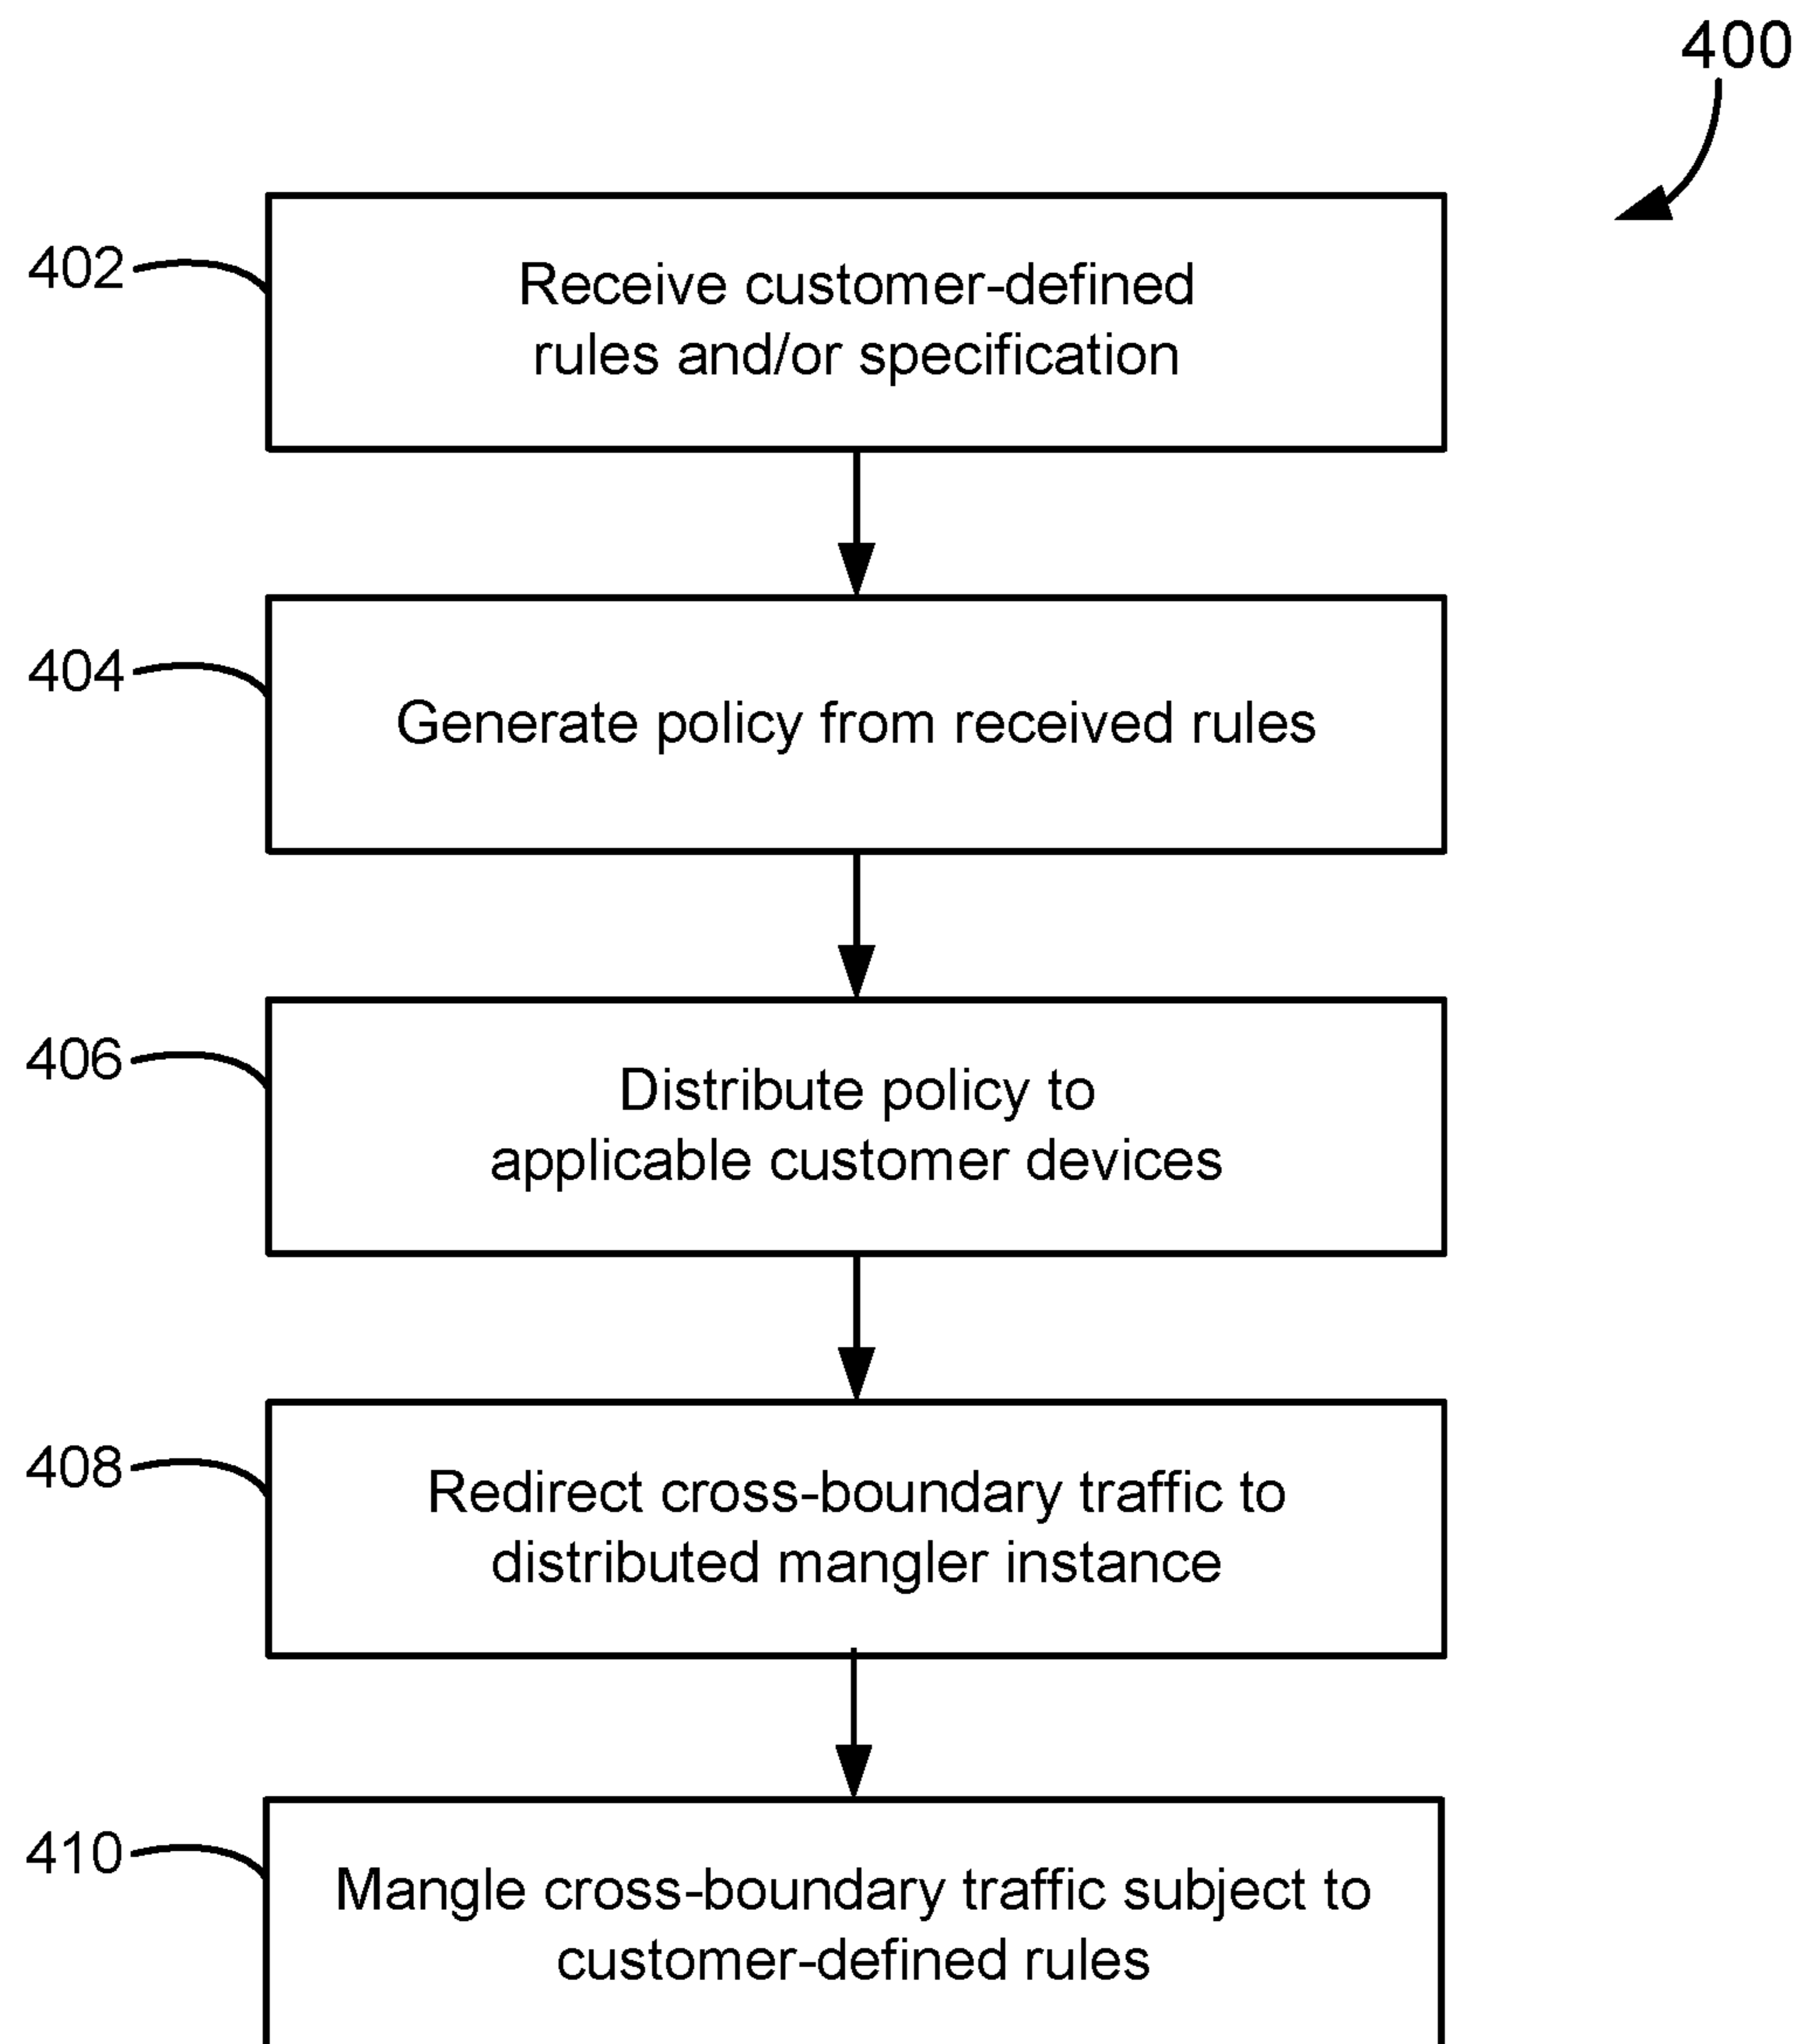 400
402
Receive customer-defined
rules and/or specification
404
Generate policy from received rules
406
Distribute policy to
applicable customer devices
408
Redirect cross-boundary traffic to
distributed mangler instance
410
Mangle cross-boundary traffic subject to
customer-defined rules